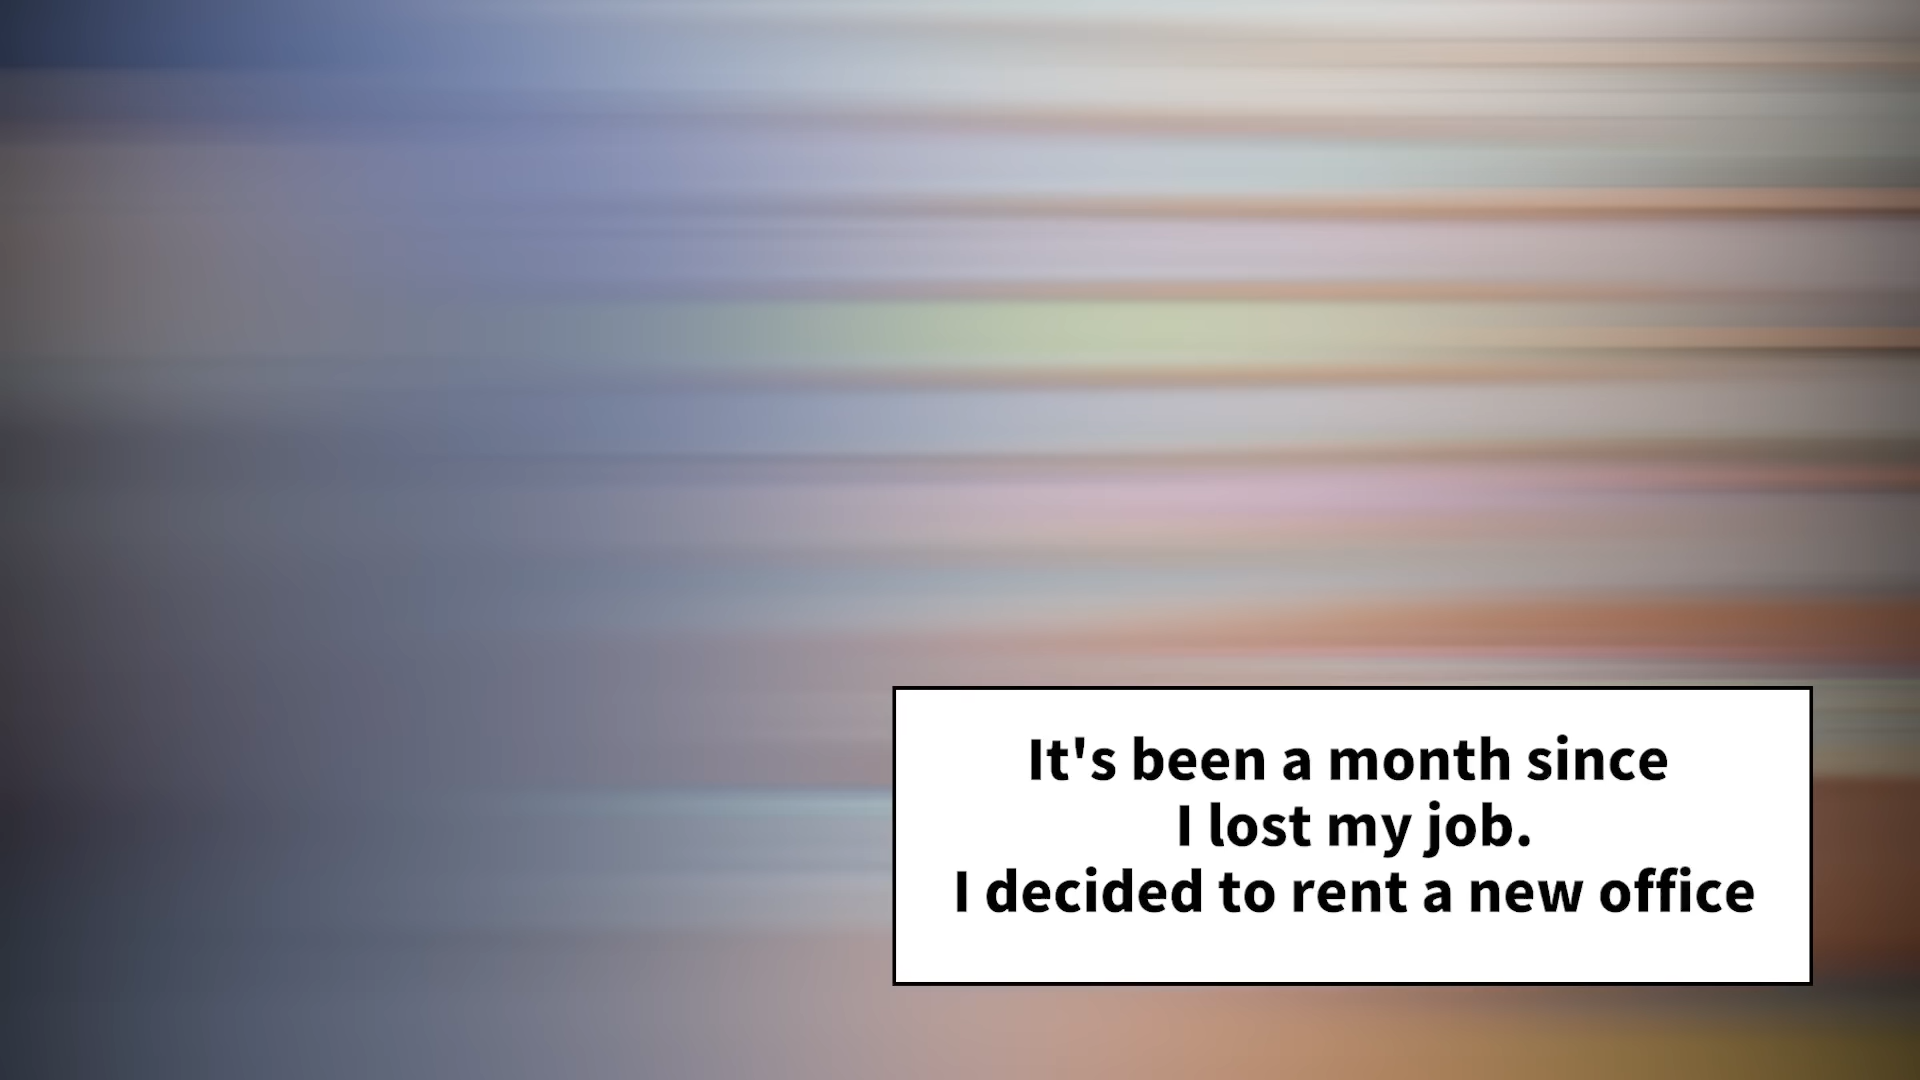 It's been a month since
I lost my job.
I decided to rent a new office